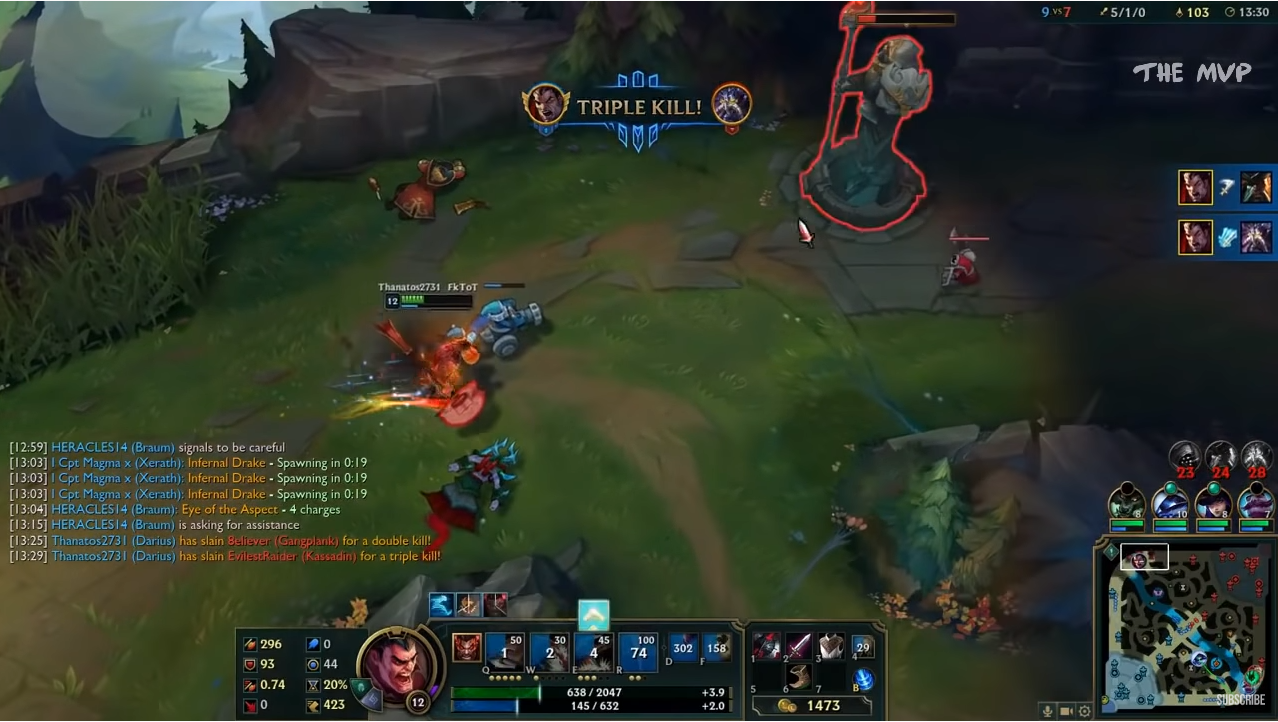 9 vs 7 5/1/0 103 13:30
THE MVP
TRIPLE KILL!
Thanatos2731 FkToT
12
[12:59] HERACLES14 (Braum) signals to be careful
[13:03] I Cpt Magma x (Xerath): Infernal Drake - Spawning in 0:19
[13:03] I Cpt Magma x (Xerath): Infernal Drake - Spawning in 0:19
[13:03] I Cpt Magma x (Xerath): Infernal Drake - Spawning in 0:19
[13:04] HERACLES14 (Braum): Eye of the Aspect - 4 charges
[13:15] HERACLES14 (Braum) is asking for assistance
[13:25] Thanatos2731 (Darius) has slain 8eliever (Gangplank) for a double kill!
[13:29] Thanatos2731 (Darius) has slain EvilestRaider (Kassadin) for a triple kill!
23 24 28
8 10 8 7
296 0
93 44
0.74 20%
0 423
12
50 30 45 100
1 2 4 74 302 158
Q W E R D F
638 / 2047 +3.9
145 / 632 +2.0
29
1 2 3 4
5 6 7 B
1473
SUBSCRIBE